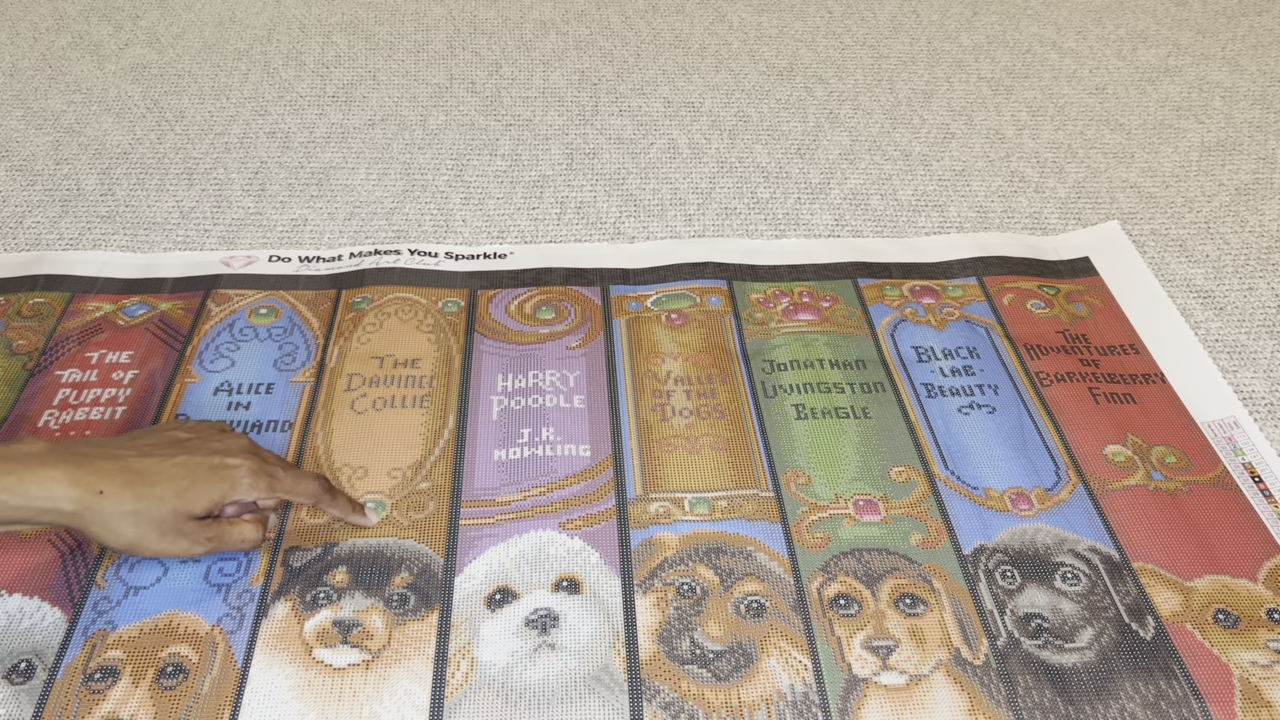 Do What Makes You Sparkle
Diamond Art Club
THE
TAIL OF
PUPPY
RABBIT
ALICE
IN
THE
DAVINCI
COLLIE
HARRY
POODLE
J.K.
HOWLING
VALLEY
OF THE
DOGS
JONATHAN
LIVINGSTON
BEAGLE
BLACK
·LAB·
BEAUTY
THE
ADVENTURES
OF
BARKELBERRY
FINN